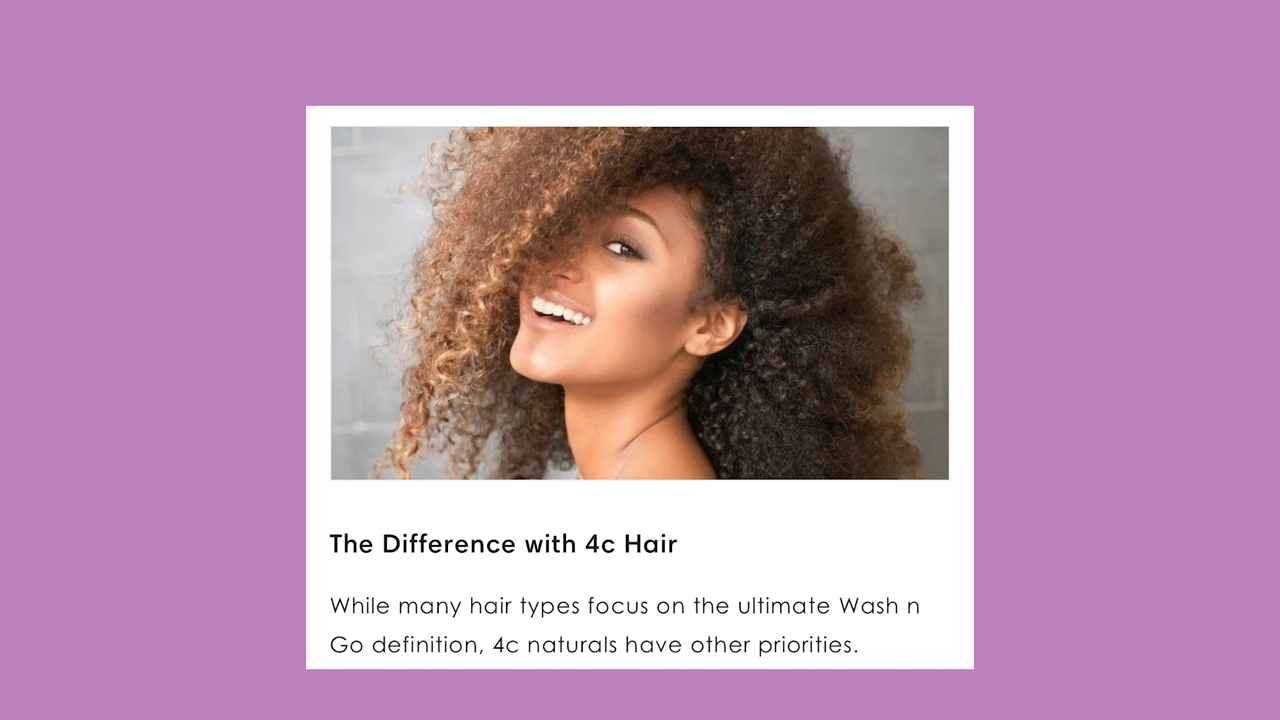 The Difference with 4c Hair
While many hair types focus on the ultimate Wash n
Go definition, 4c naturals have other priorities.